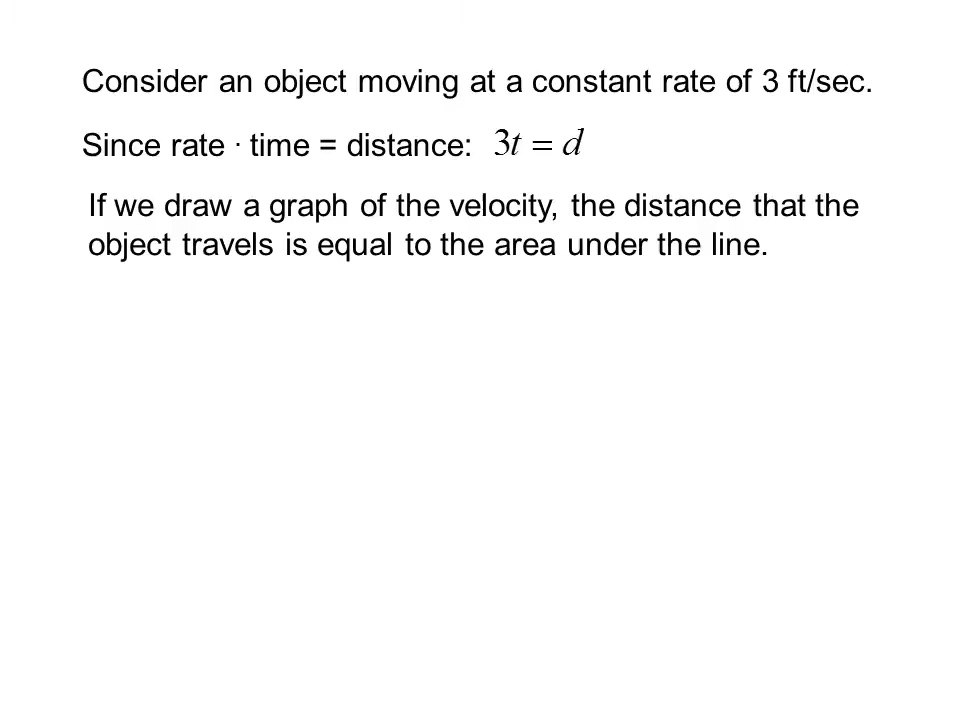 Consider an object moving at a constant rate of 3 ft/sec.
Since rate . time = distance: 3t = d
If we draw a graph of the velocity, the distance that the
object travels is equal to the area under the line.